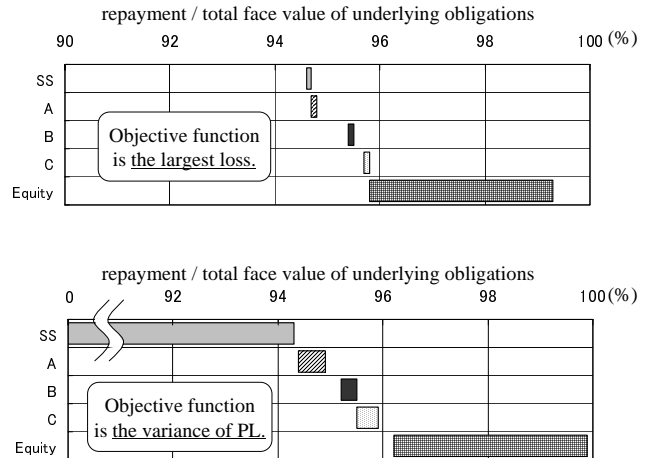 repayment / total face value of underlying obligations
90 92 94 96 98 100 (%)
SS
A
B
C
Equity
Objective function
is the largest loss.
repayment / total face value of underlying obligations
0 92 94 96 98 100 (%)
SS
A
B
C
Equity
Objective function
is the variance of PL.